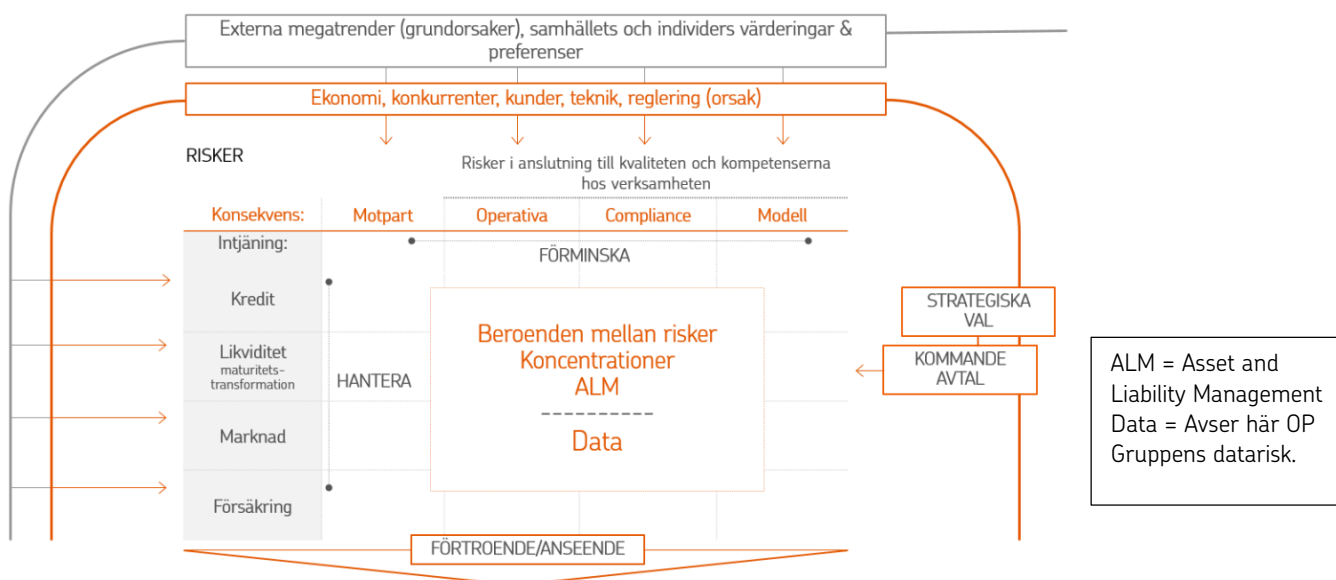 Externa megatrender (grundorsaker), samhällets och individers värderingar &
preferenser
Ekonomi, konkurrenter, kunder, teknik, reglering (orsak)
RISKER
Risker i anslutning till kvaliteten och kompetenserna
hos verksamheten
Konsekvens:
Motpart
Operativa
Compliance
Modell
Intjäning:
FÖRMINSKA
Kredit
Likviditet
maturitets-
transformation
HANTERA
Marknad
Försäkring
Beroenden mellan risker
Koncentrationer
ALM
Data
STRATEGISKA
VAL
KOMMANDE
AVTAL
FÖRTROENDE/ANSEENDE
ALM = Asset and
Liability Management
Data = Avser här OP
Gruppens datarisk.